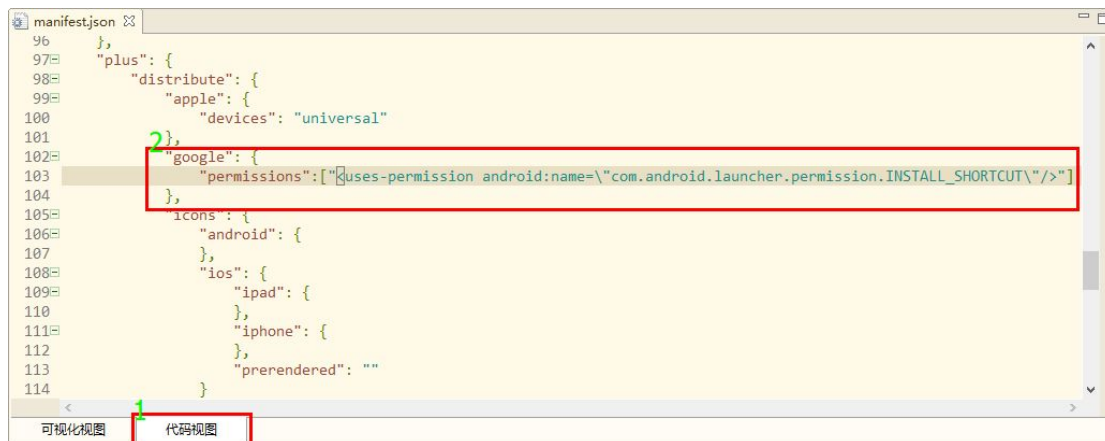 manifest.json
96 },
97 "plus": {
98 "distribute": {
99 "apple": {
100 "devices": "universal"
101 },
2
102 "google": {
103 "permissions":["<uses-permission android:name=\"com.android.launcher.permission.INSTALL_SHORTCUT\"/>"]
104 },
105 "icons": {
106 "android": {
107 },
108 "ios": {
109 "ipad": {
110 },
111 "iphone": {
112 },
113 "prerendered": ""
114 }
1
可视化视图 代码视图